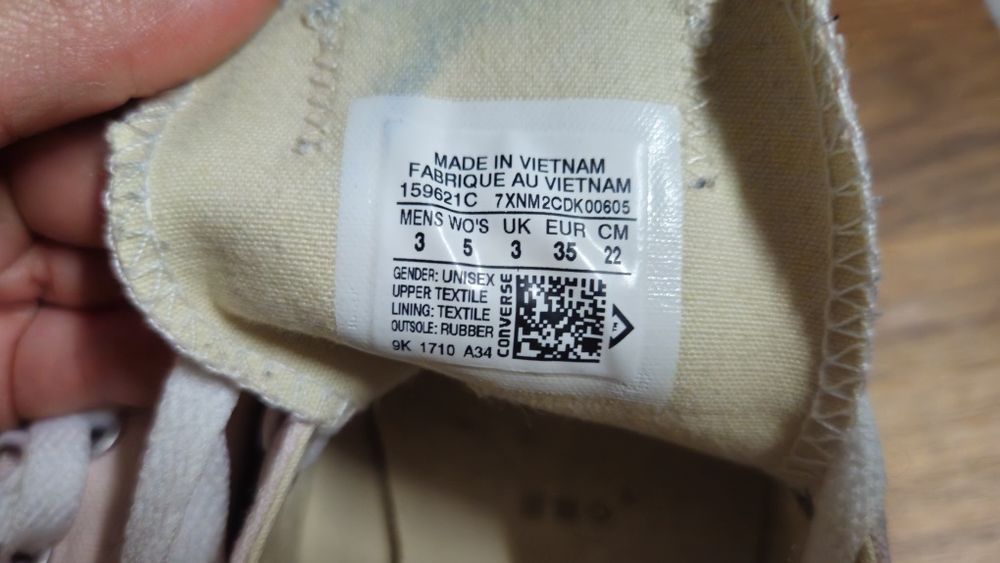 MADE IN VIETNAM
FABRIQUE AU VIETNAM
159621C 7XNM2CDK00605
MENS WO'S UK EUR CM
3 5 3 35 22
GENDER: UNISEX
UPPER TEXTILE
LINING: TEXTILE
OUTSOLE: RUBBER
9K 1710 A34
CONVERSE